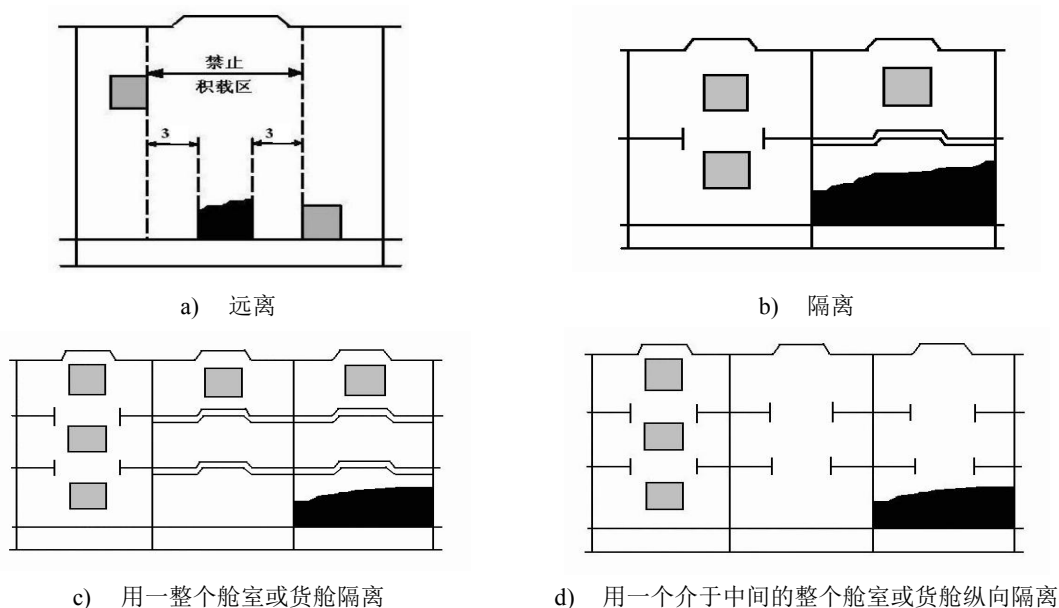 禁止
积载区
3 3
a) 远离
b) 隔离
c) 用一整个舱室或货舱隔离
d) 用一个介于中间的整个舱室或货舱纵向隔离